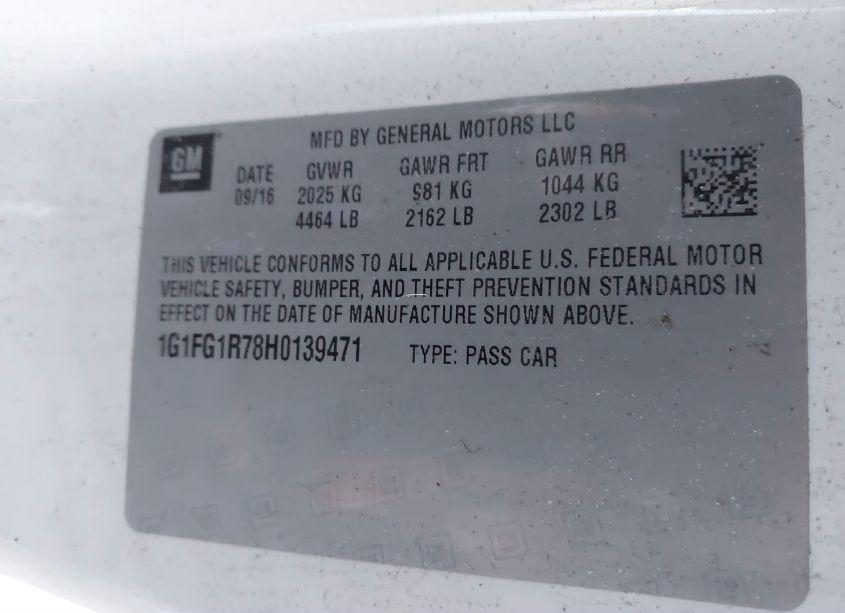 MFD BY GENERAL MOTORS LLC
GM
DATE GVWR GAWR FRT GAWR RR
09/16 2025 KG 981 KG 1044 KG
4464 LB 2162 LB 2302 LB
THIS VEHICLE CONFORMS TO ALL APPLICABLE U.S. FEDERAL MOTOR
VEHICLE SAFETY, BUMPER, AND THEFT PREVENTION STANDARDS IN
EFFECT ON THE DATE OF MANUFACTURE SHOWN ABOVE.
1G1FG1R78H0139471 TYPE: PASS CAR